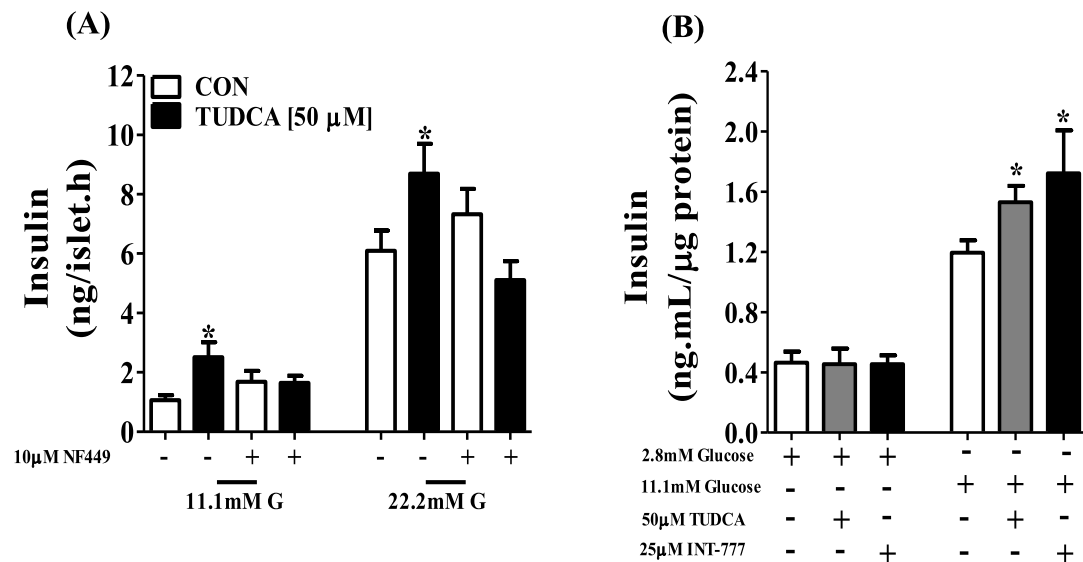 (A)
12
10
8
6
4
2
0
Insulin
(ng/islet.h)
CON
TUDCA [50 μM]
* *
10μM NF449 - - + + - - + +
11.1mM G 22.2mM G
(B)
2.4
2.0
1.6
1.2
0.8
0.4
0.0
Insulin
(ng.mL/μg protein)
* *
2.8mM Glucose + + + - - -
11.1mM Glucose - - - + + +
50μM TUDCA - + - - + -
25μM INT-777 - - + - - +